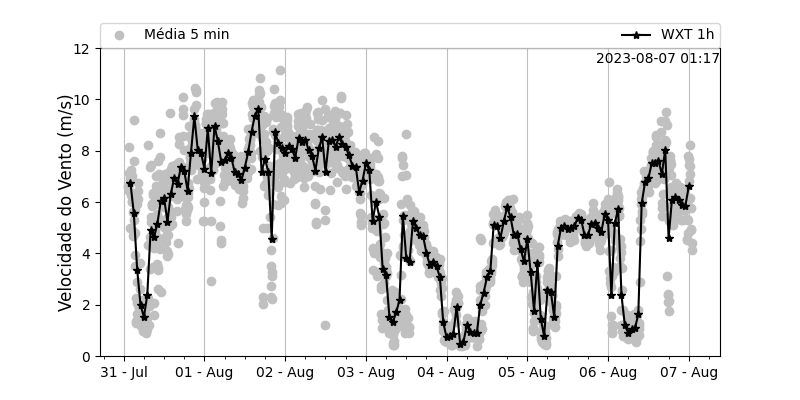 Média 5 min
WXT 1h
2023-08-07 01:17
Velocidade do Vento (m/s)
12
10
8
6
4
2
0
31 - Jul
01 - Aug
02 - Aug
03 - Aug
04 - Aug
05 - Aug
06 - Aug
07 - Aug